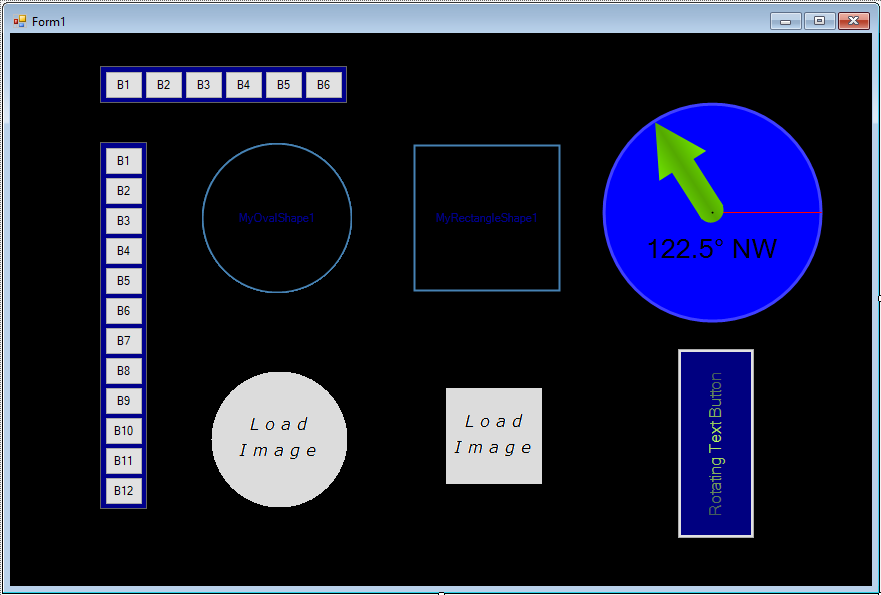 Form1
B1 B2 B3 B4 B5 B6
B1
B2
B3
B4
B5
B6
B7
B8
B9
B10
B11
B12
MyOvalShape1
MyRectangleShape1
122.5° NW
Load
Image
Load
Image
Rotating Text Button